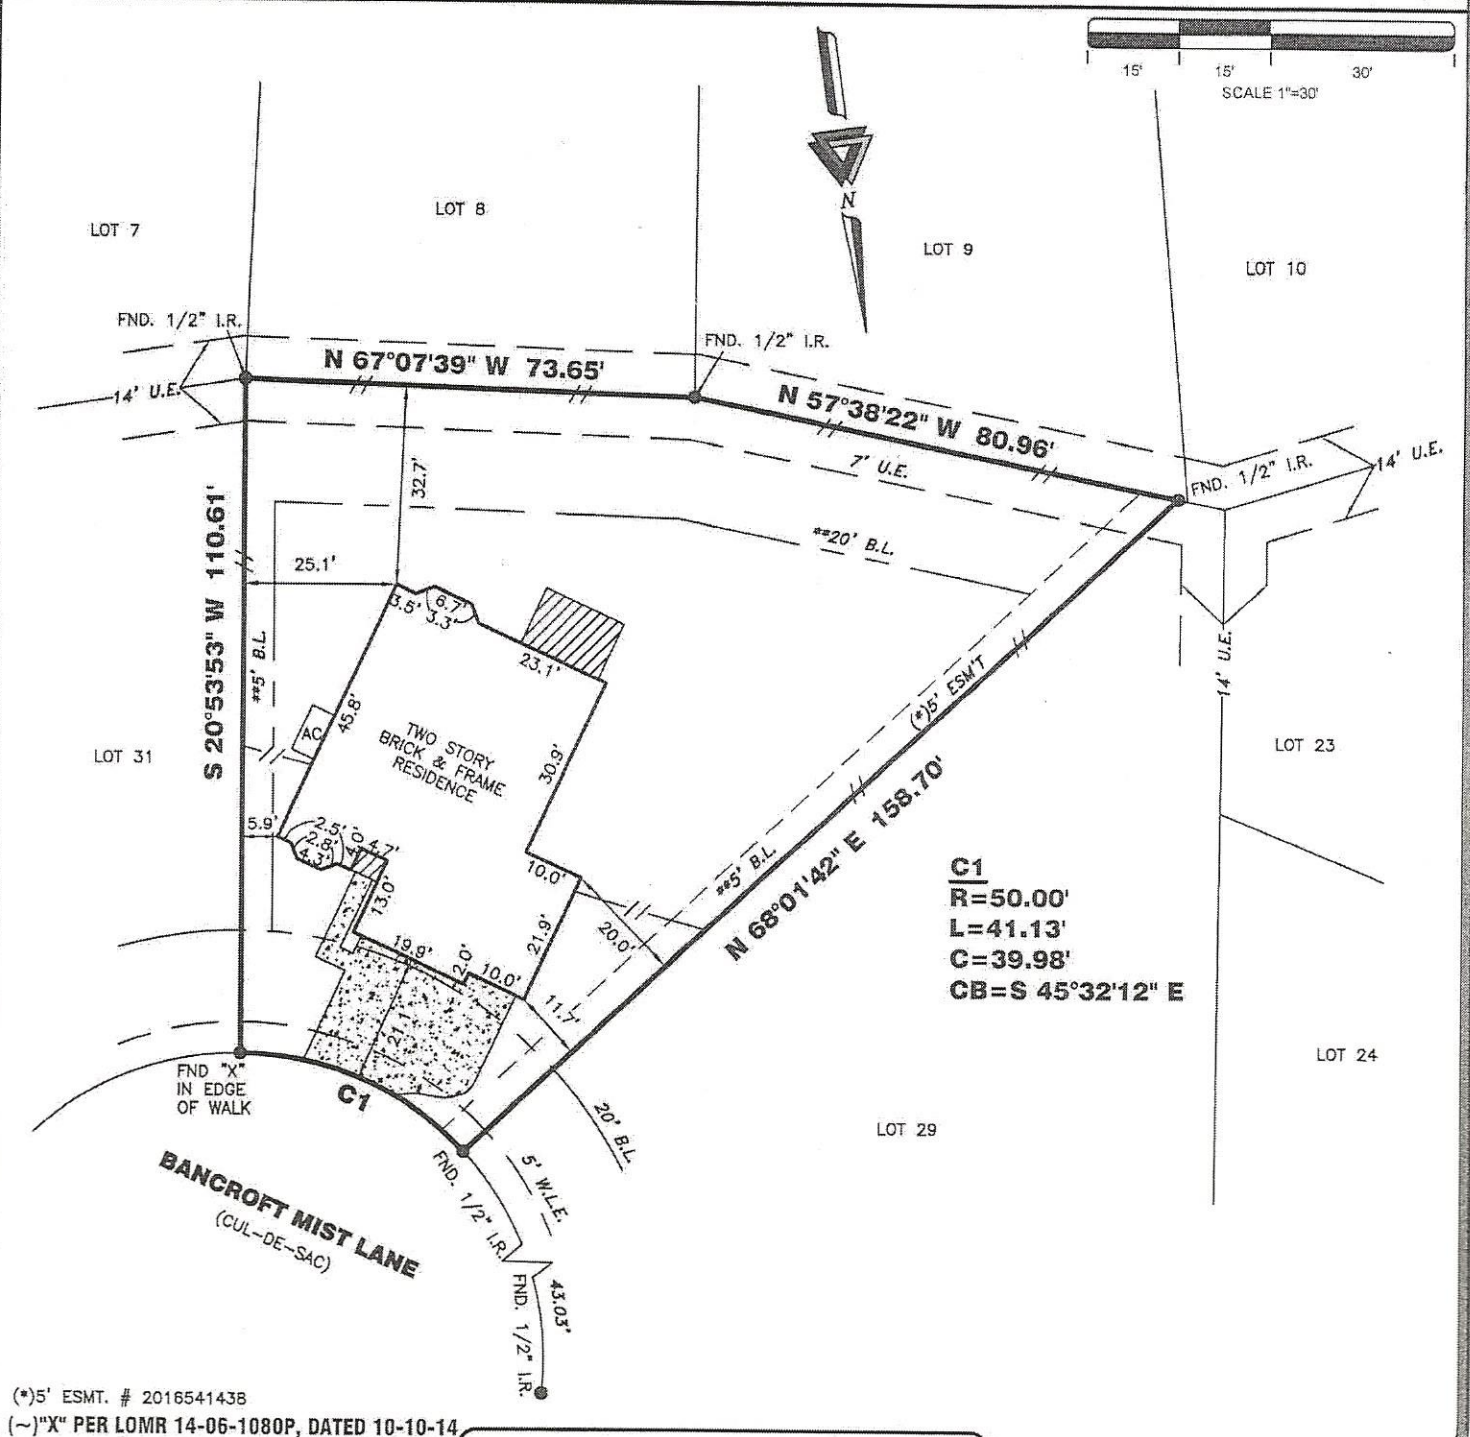 15' 15' 30'
SCALE 1"=30'
N
LOT 7
LOT 8
LOT 9
LOT 10
FND. 1/2" I.R.
FND. 1/2" I.R.
N 67°07'39" W 73.65'
N 57°38'22" W 80.96'
14' U.E.
7' U.E.
FND. 1/2" I.R.
14' U.E.
32.7'
**20' B.L.
S 20°53'53" W 110.61'
25.1'
3.5'
6.7'
3.3'
23.1'
**5' B.L.
14' U.E.
(*)5' ESM'T
45.8'
AC
TWO STORY
BRICK & FRAME
RESIDENCE
30.9'
LOT 31
LOT 23
N 68°01'42" E 158.70'
5.9'
2.5'
2.8'
4.3'
4.0'
4.7'
10.0'
**5' B.L.
13.0'
19.9'
2.0'
10.0'
21.9'
20.0'
11.7'
21.1'
C1
R=50.00'
L=41.13'
C=39.98'
CB=S 45°32'12" E
LOT 24
FND "X"
IN EDGE
OF WALK
C1
20' B.L.
LOT 29
5' W.L.E.
FND. 1/2" I.R.
BANCROFT MIST LANE
(CUL-DE-SAC)
43.03'
FND. 1/2" I.R.
(*)5' ESMT. # 2016541438
(~)"X" PER LOMR 14-06-1080P, DATED 10-10-14